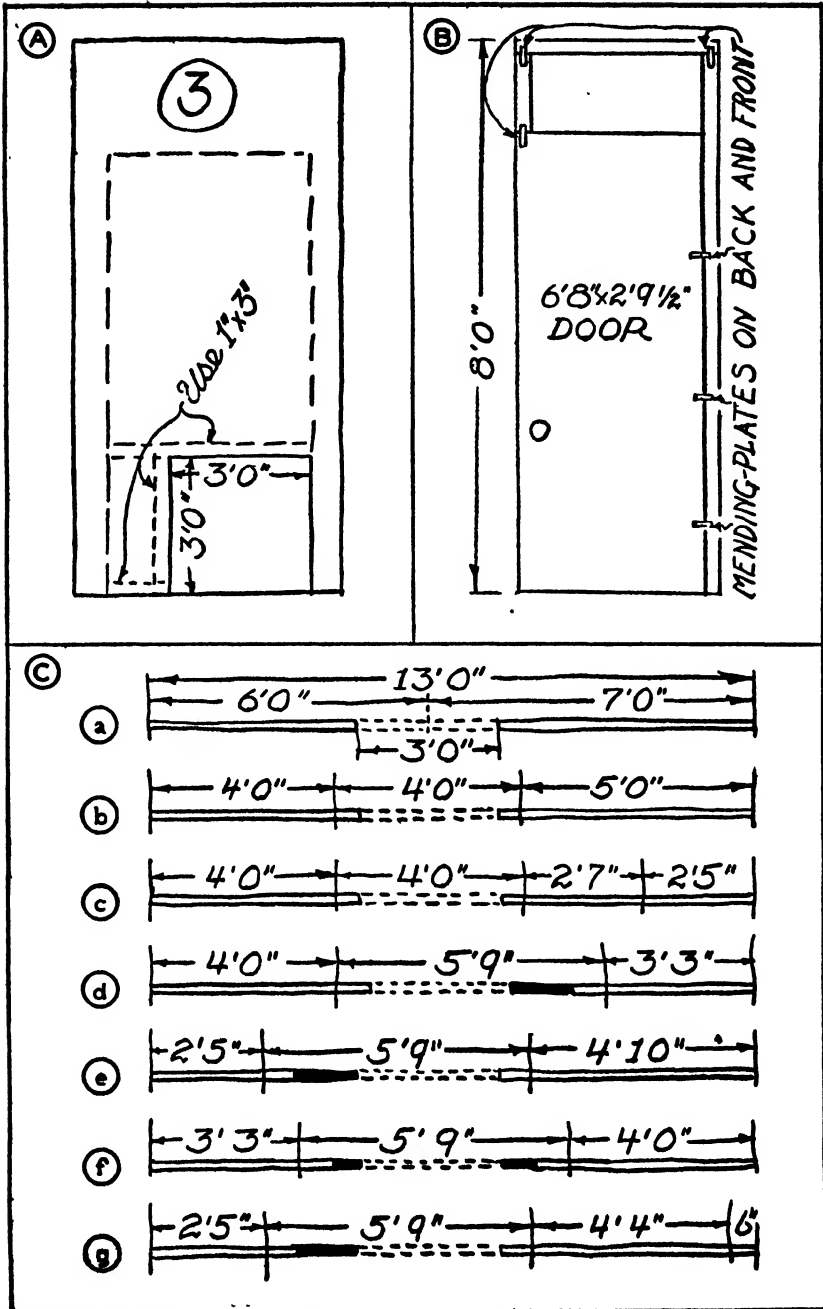 A
3
Use 1"x3"
3'0"
3'0"
B
8'0"
6'8"x2'9½"
DOOR
MENDING-PLATES ON BACK AND FRONT
C
13'0"
6'0" 7'0"
a
3'0"
4'0" 4'0" 5'0"
b
4'0" 4'0" 2'7" 2'5"
c
4'0" 5'9" 3'3"
d
2'5" 5'9" 4'10"
e
3'3" 5'9" 4'0"
f
2'5" 5'9" 4'4" 6"
g